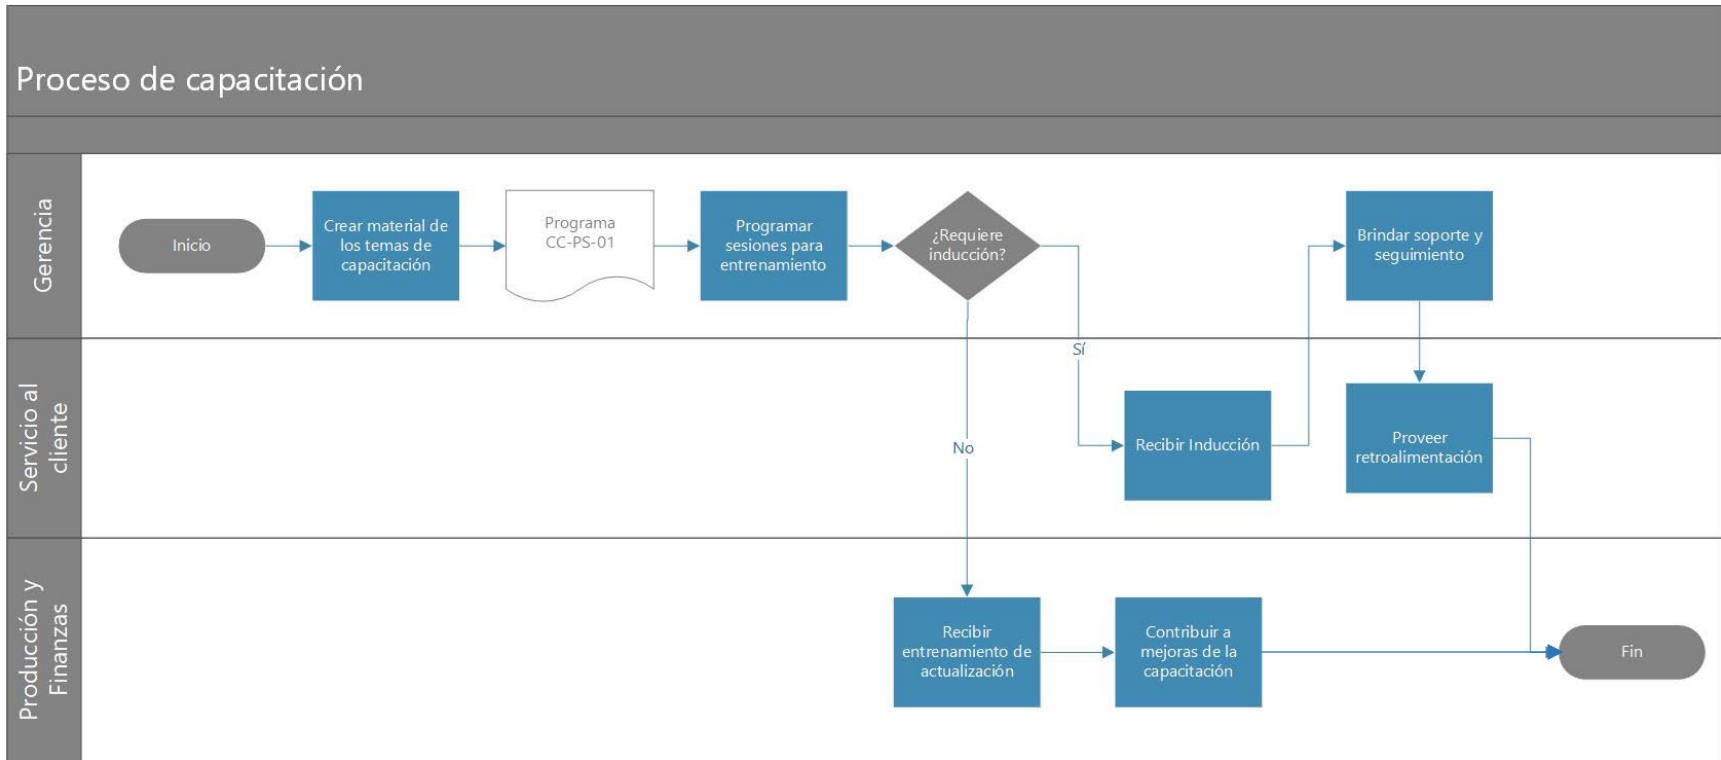 Proceso de capacitación
Gerencia
Inicio
Crear material de
los temas de
capacitación
Programa
CC-PS-01
Programar
sesiones para
entrenamiento
¿Requiere
inducción?
Brindar soporte y
seguimiento
Sí
No
Servicio al
cliente
Recibir Inducción
Proveer
retroalimentación
Producción y
Finanzas
Recibir
entrenamiento de
actualización
Contribuir a
mejoras de la
capacitación
Fin